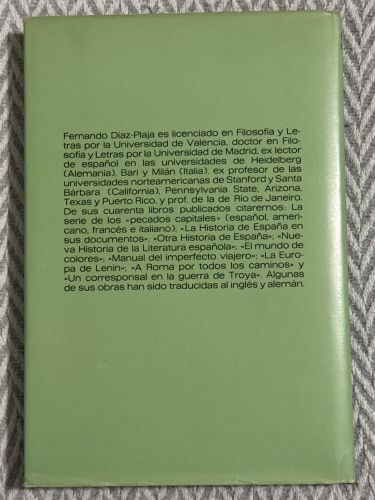 Fernando Díaz-Plaja es licenciado en Filosofía y Le-
tras por la Universidad de Valencia, doctor en Filo-
sofía y Letras por la Universidad de Madrid, ex lector
de español en las universidades de Heidelberg
(Alemania), Bari y Milán (Italia), ex profesor de las
universidades norteamericanas de Stanford y Santa
Bárbara (California), Pennsylvania State, Arizona,
Texas y Puerto Rico, y prof. de la de Río de Janeiro.
De sus cuarenta libros publicados citaremos: La
serie de los «pecados capitales» (español, ameri-
cano, francés e italiano); «La Historia de España en
sus documentos»; «Otra Historia de España»; «Nue-
va Historia de la Literatura española»; «El mundo de
colores»; «Manual del imperfecto viajero»; «La Euro-
pa de Lenin»; «A Roma por todos los caminos» y
«Un corresponsal en la guerra de Troya». Algunas
de sus obras han sido traducidas al inglés y alemán.